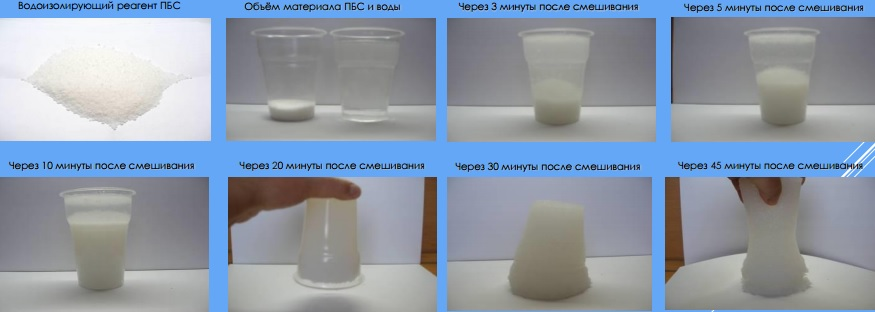 Водоизолирующий реагент ПБС
Объём материала ПБС и воды
Через 3 минуты после смешивания
Через 5 минуты после смешивания
Через 10 минуты после смешивания
Через 20 минуты после смешивания
Через 30 минуты после смешивания
Через 45 минуты после смешивания